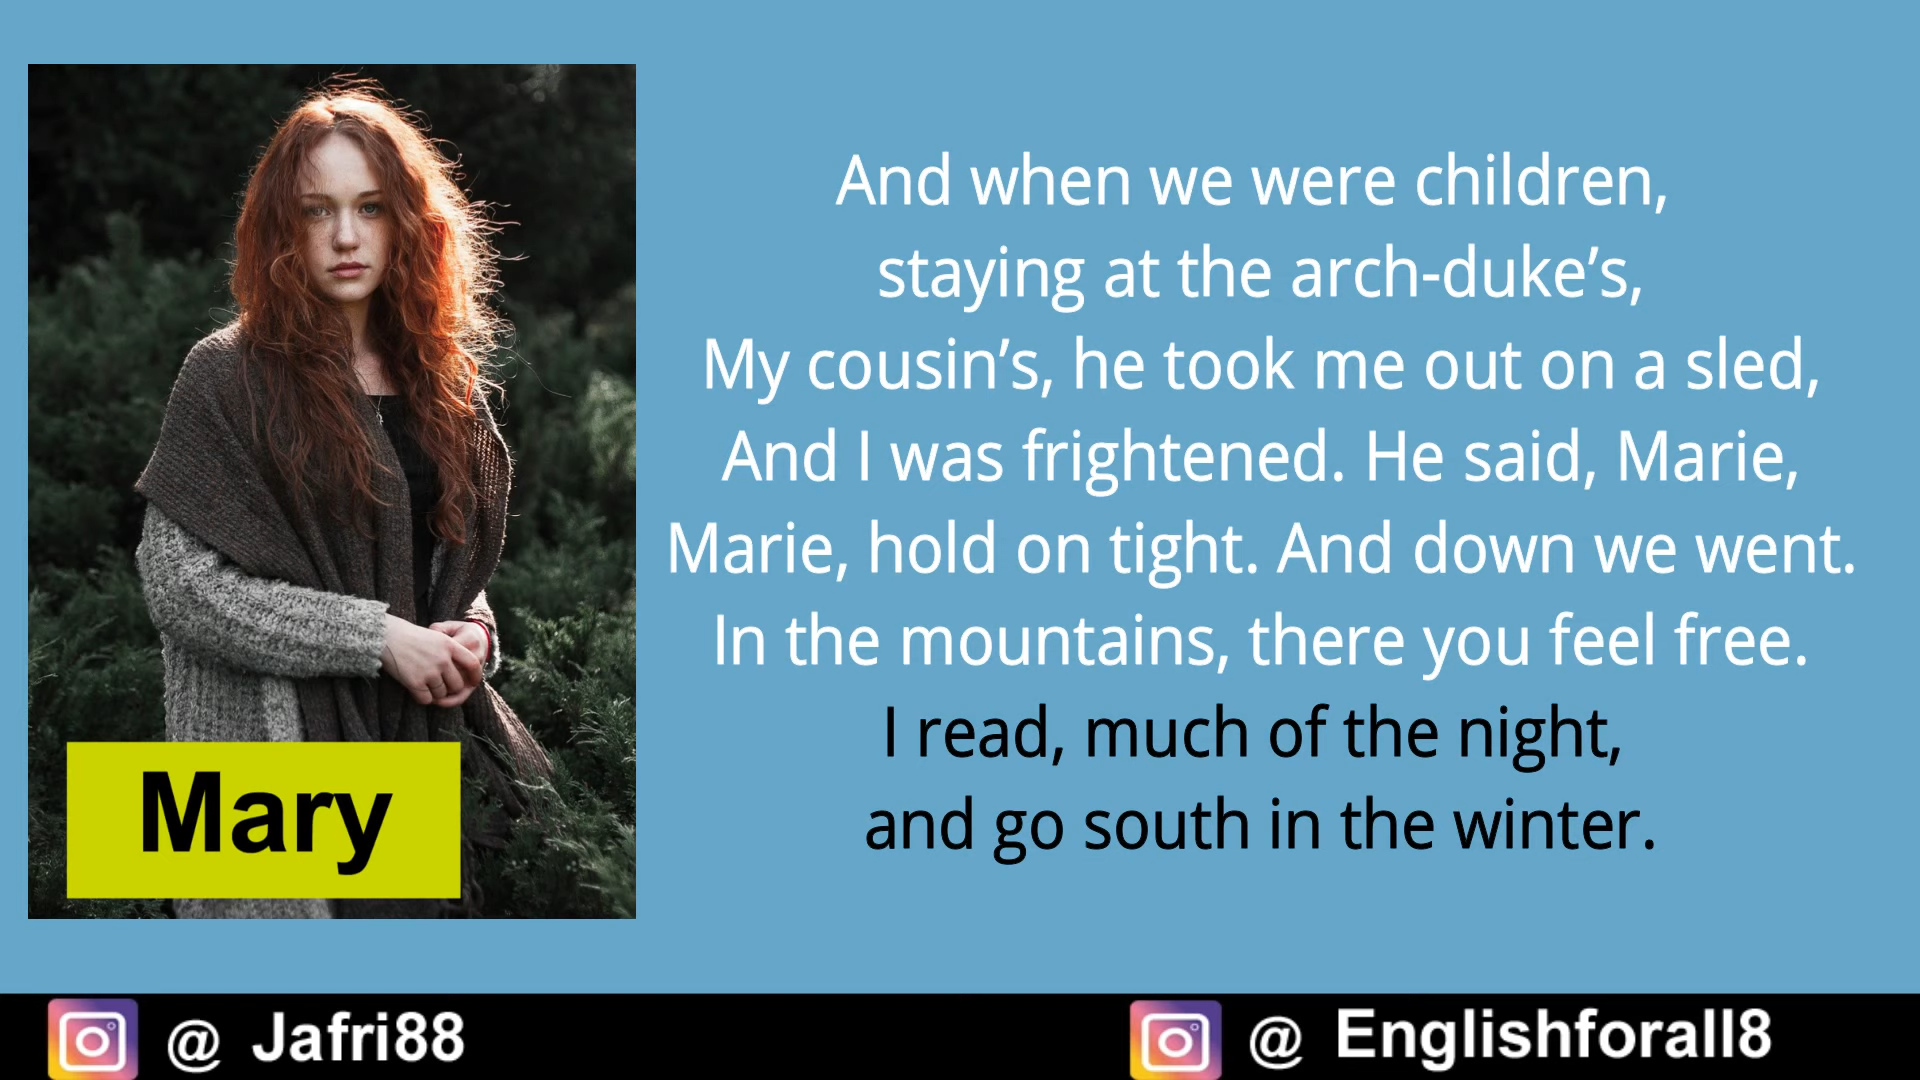 And when we were children,
staying at the arch-duke’s,
My cousin’s, he took me out on a sled,
And I was frightened. He said, Marie,
Marie, hold on tight. And down we went.
In the mountains, there you feel free.
I read, much of the night,
and go south in the winter.
Mary
@ Jafri88
@ Englishforall8